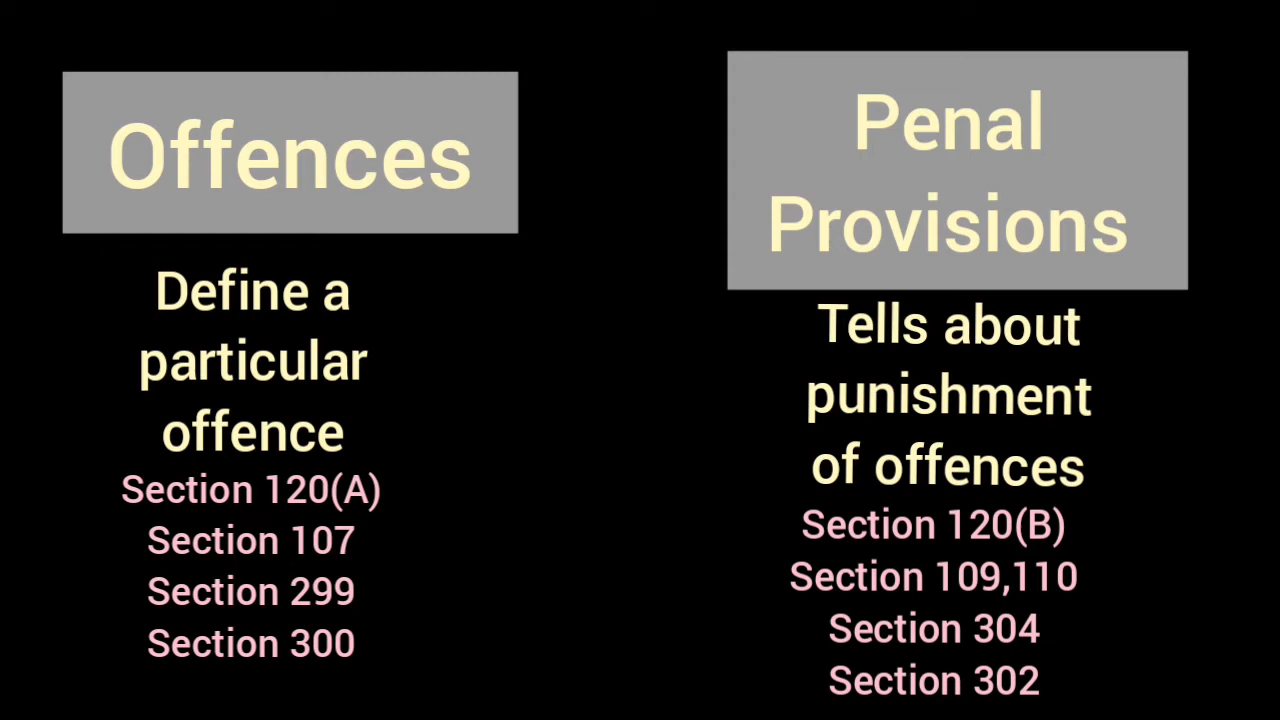 Offences
Define a
particular
offence
Section 120(A)
Section 107
Section 299
Section 300
Penal
Provisions
Tells about
punishment
of offences
Section 120(B)
Section 109,110
Section 304
Section 302